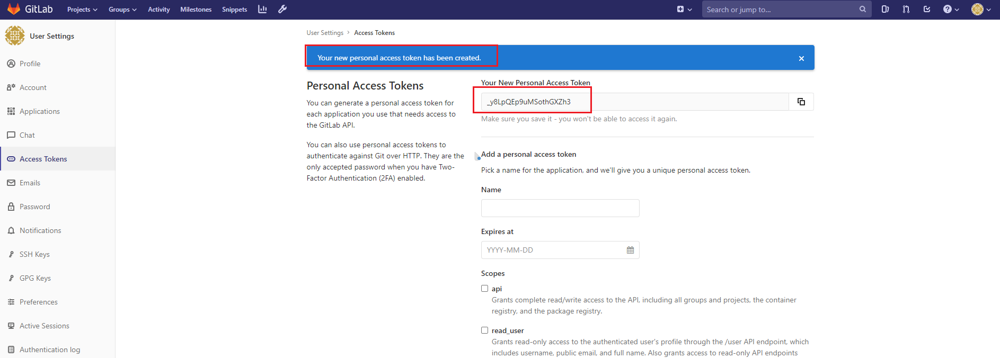 GitLab Projects Groups Activity Milestones Snippets Search or jump to...
User Settings
Profile
Account
Applications
Chat
Access Tokens
Emails
Password
Notifications
SSH Keys
GPG Keys
Preferences
Active Sessions
Authentication log
User Settings > Access Tokens
Your new personal access token has been created.
Personal Access Tokens
You can generate a personal access token for
each application you use that needs access to
the GitLab API.
You can also use personal access tokens to
authenticate against Git over HTTP. They are the
only accepted password when you have Two-
Factor Authentication (2FA) enabled.
Your New Personal Access Token
_y8LpQEp9uMSothGXZh3
Make sure you save it - you won't be able to access it again.
Add a personal access token
Pick a name for the application, and we'll give you a unique personal access token.
Name
Expires at
YYYY-MM-DD
Scopes
api
Grants complete read/write access to the API, including all groups and projects, the container
registry, and the package registry.
read_user
Grants read-only access to the authenticated user's profile through the /user API endpoint, which
includes username, public email, and full name. Also grants access to read-only API endpoints